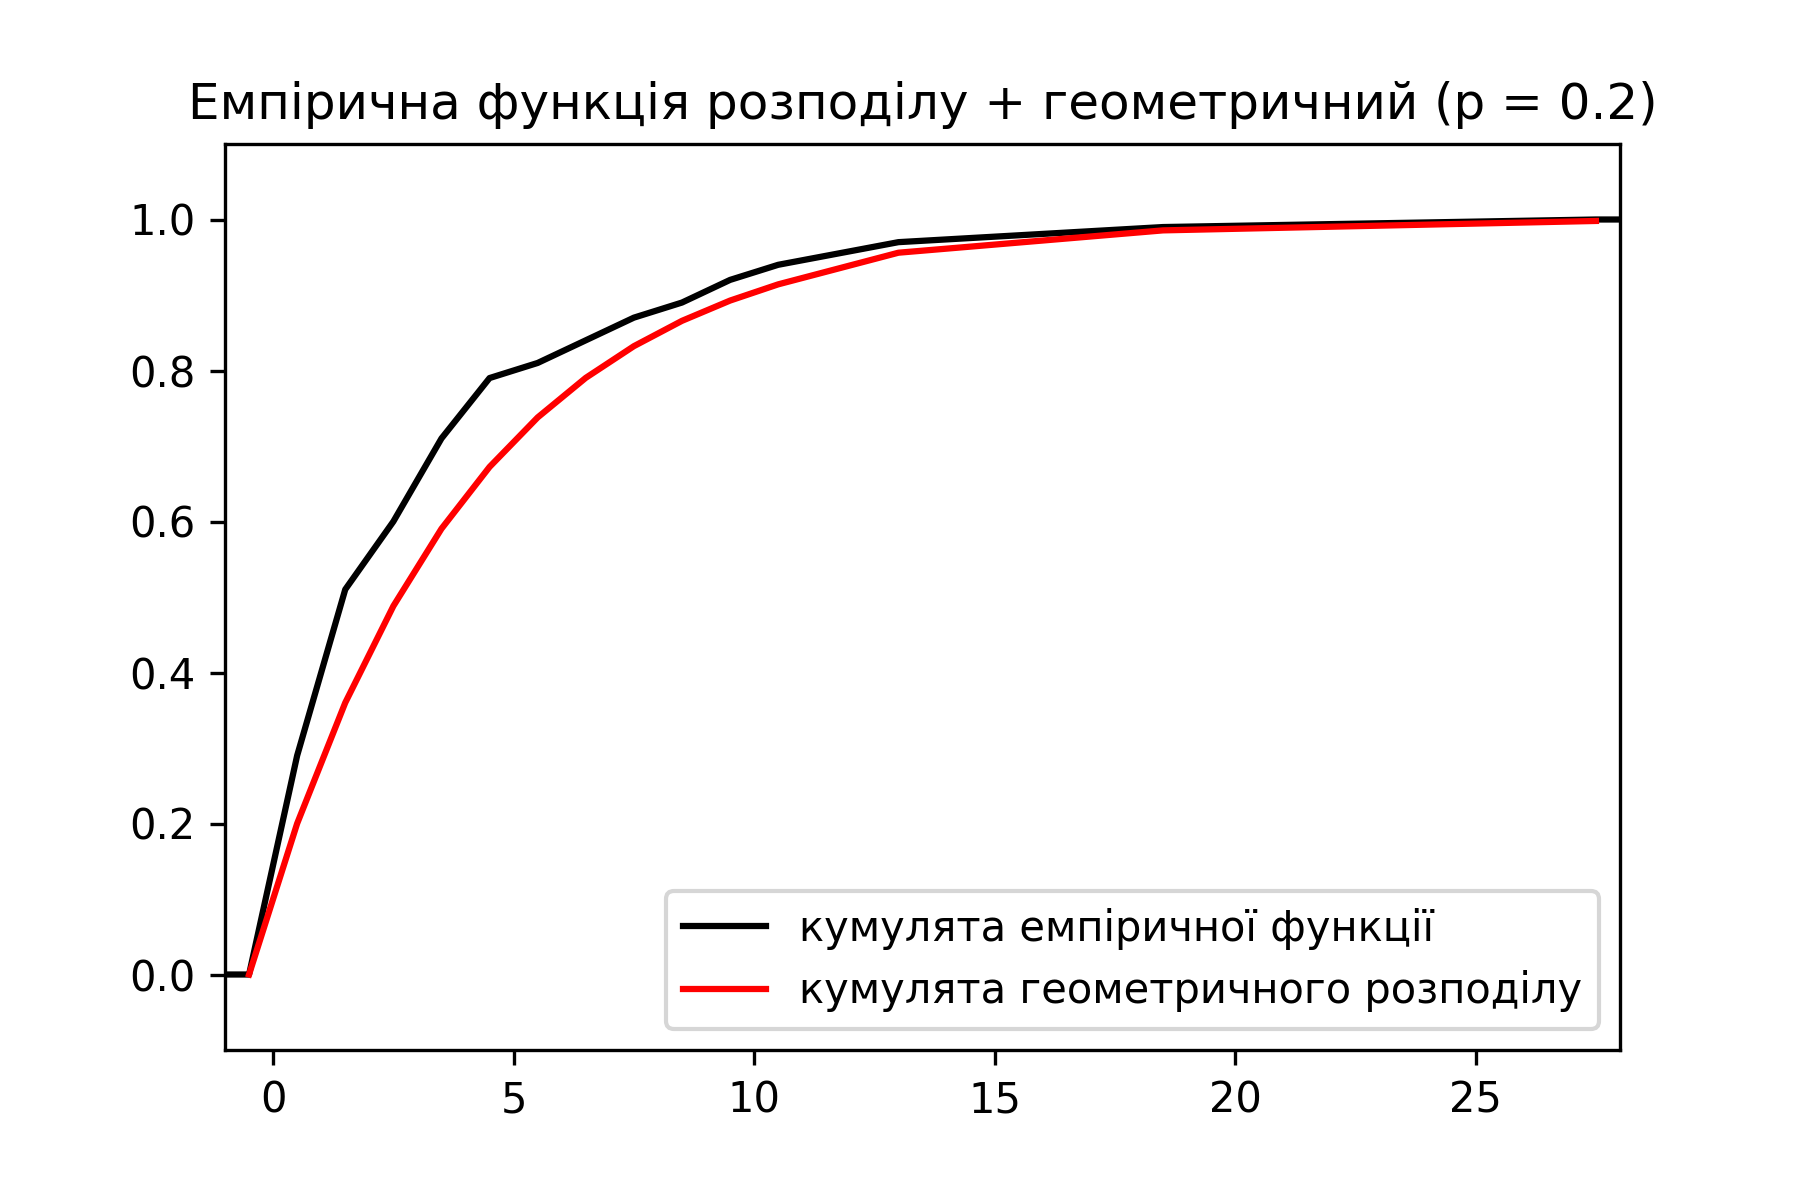 Емпірична функція розподілу + геометричний (p = 0.2)
1.0
0.8
0.6
0.4
0.2
0.0
кумулята емпіричної функції
кумулята геометричного розподілу
0 5 10 15 20 25